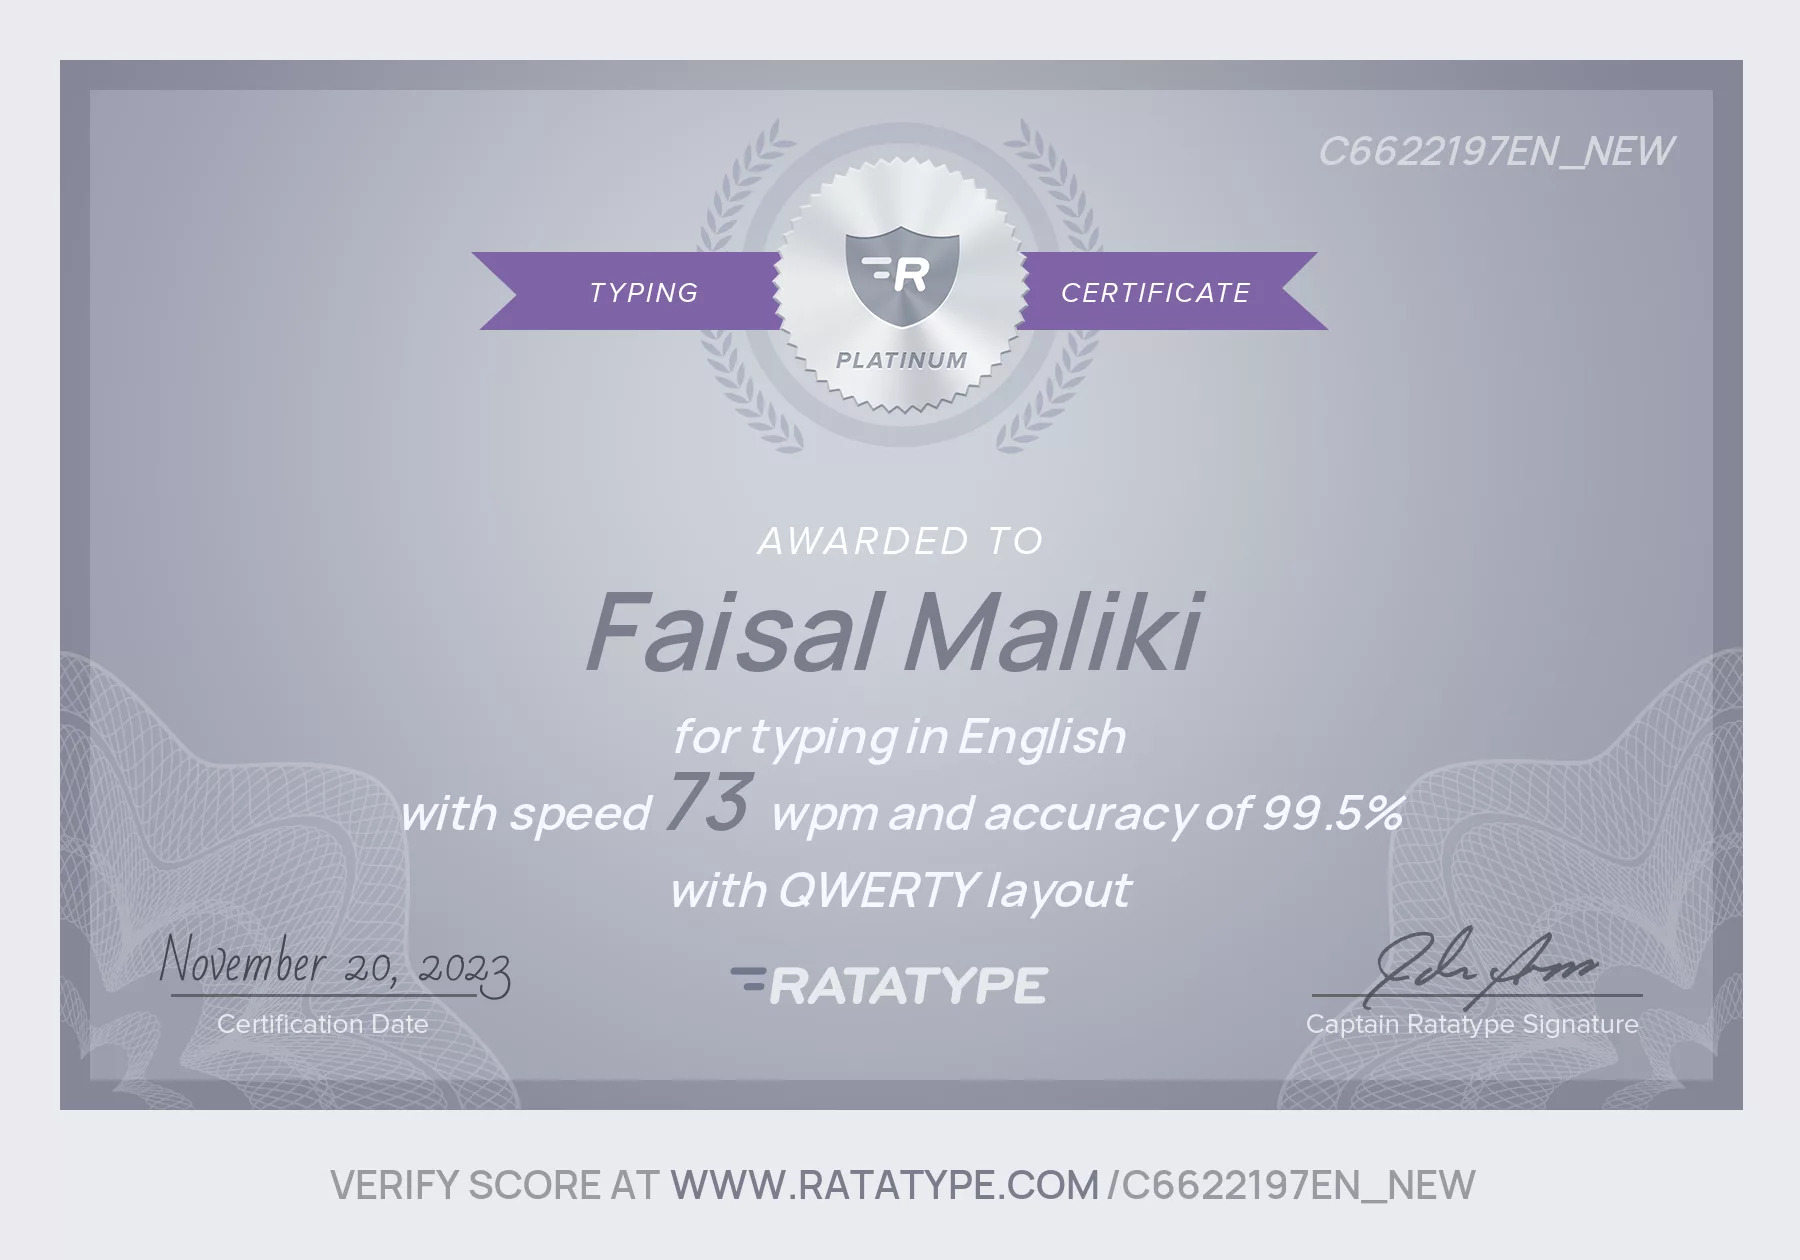 C6622197EN_NEW
TYPING
R
CERTIFICATE
PLATINUM
AWARDED TO
Faisal Maliki
for typing in English
with speed 73 wpm and accuracy of 99.5%
with QWERTY layout
November 20, 2023
Certification Date
RATATYPE
Captain Ratatype Signature
VERIFY SCORE AT WWW.RATATYPE.COM/C6622197EN_NEW